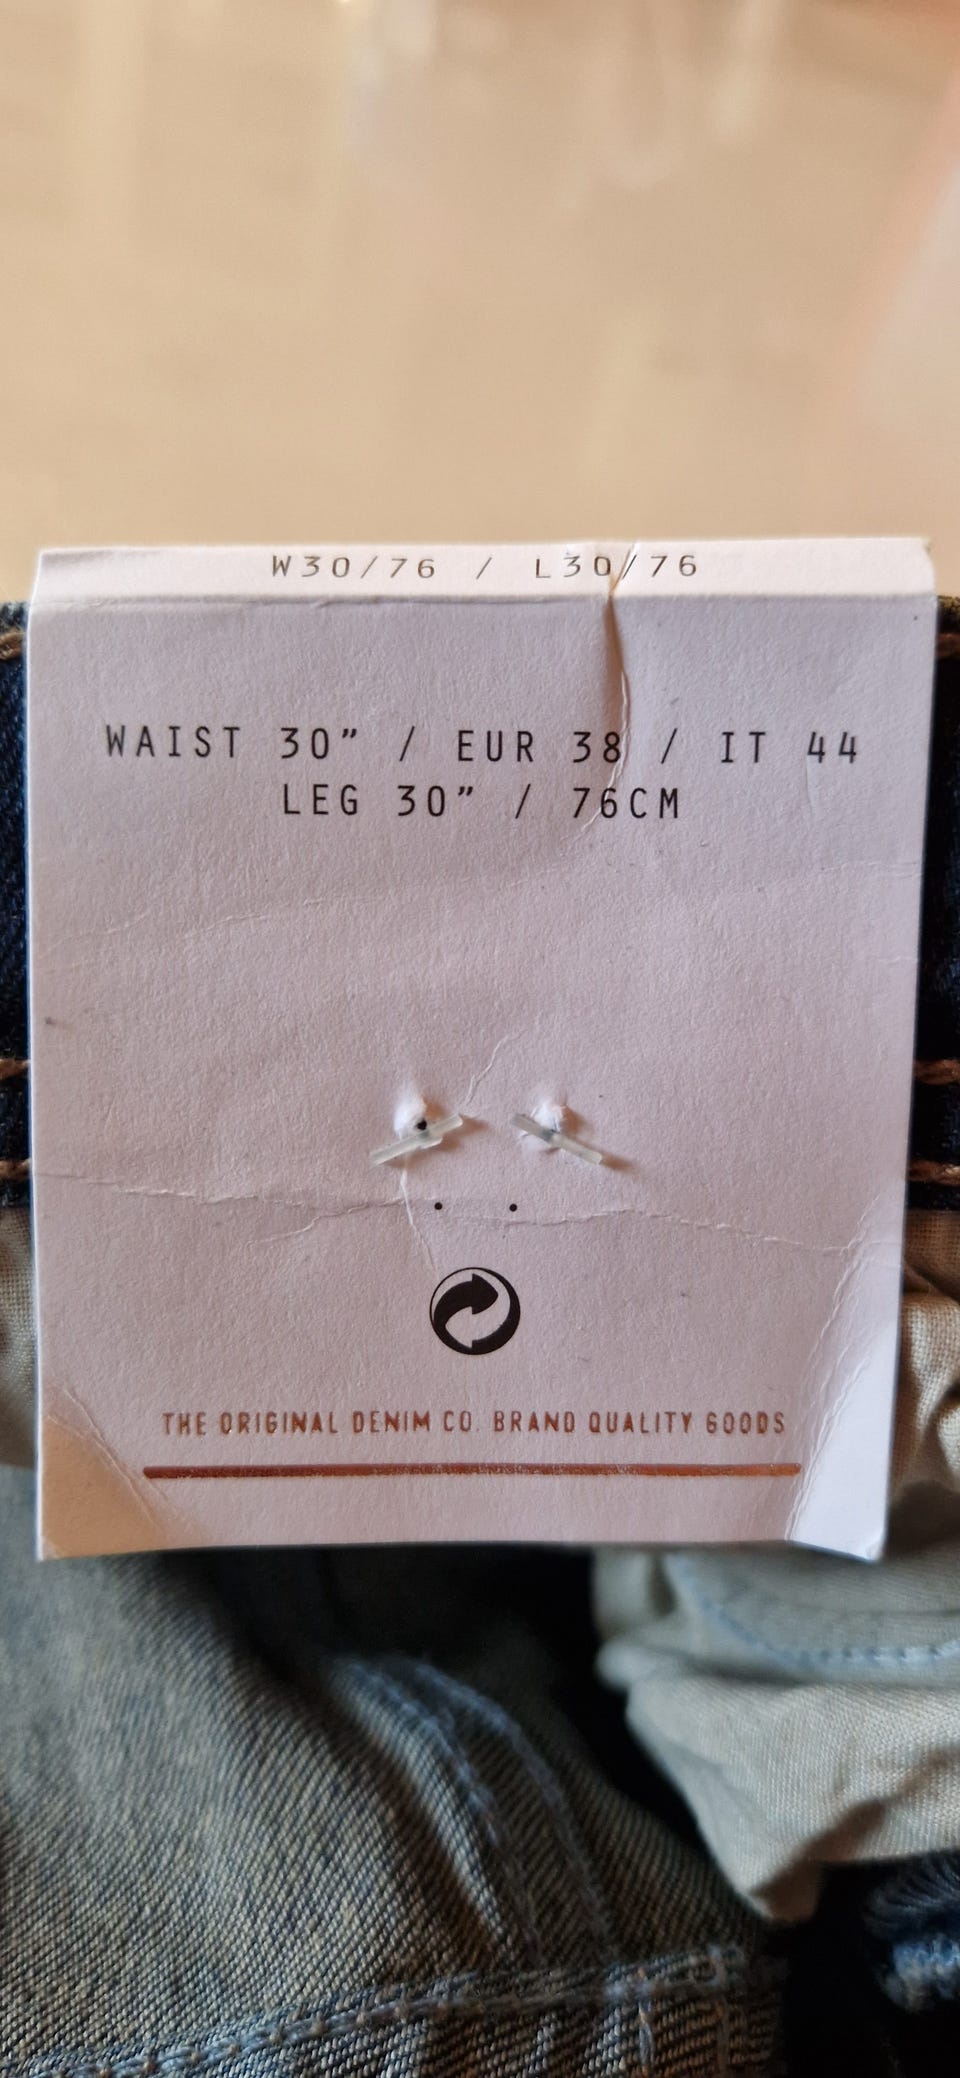 W30/76 / L30/76
WAIST 30” / EUR 38 / IT 44
LEG 30” / 76CM
THE ORIGINAL DENIM CO. BRAND QUALITY GOODS